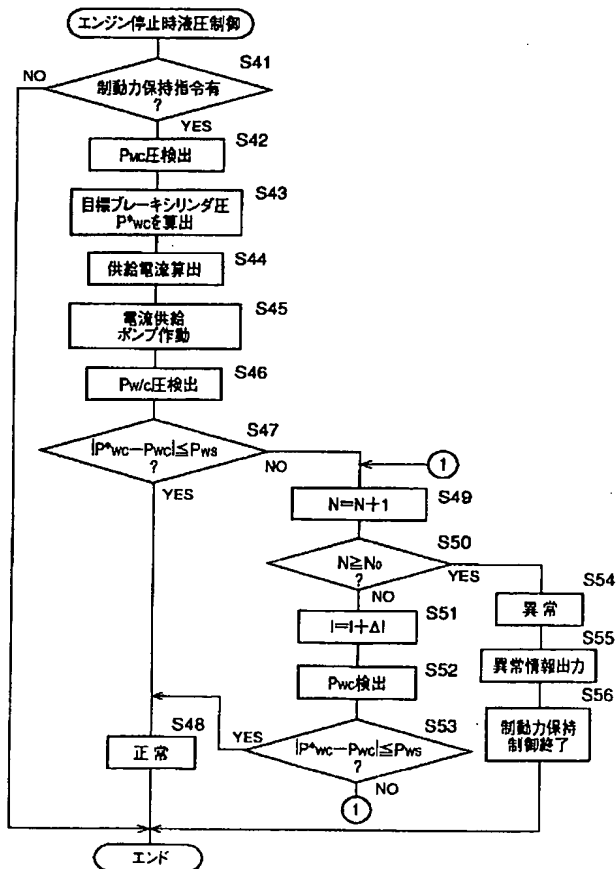 エンジン停止時液圧制御
S41
NO
制動力保持指令有
?
YES
S42
PMC圧検出
S43
目標ブレーキシリンダ圧
P*WCを算出
S44
供給電流算出
S45
電流供給
ポンプ作動
S46
PW/C圧検出
S47
|P*WC−PWC|≦PWS
?
NO
YES
1
S49
N=N+1
S50
N≧N0
?
YES
NO
S51
I=I+ΔI
S52
PWC検出
S53
|P*WC−PWC|≦PWS
?
YES
NO
1
S54
異常
S55
異常情報出力
S56
制動力保持
制御終了
S48
正常
エンド